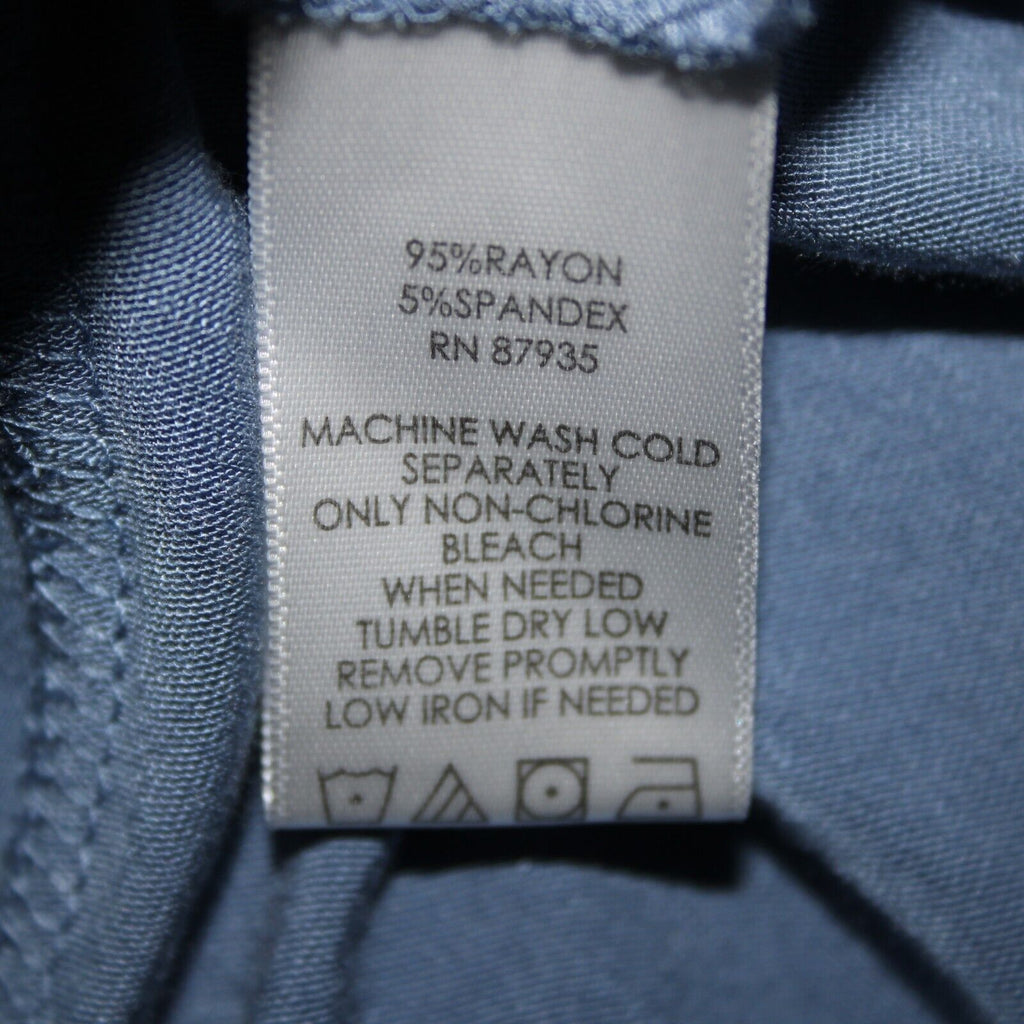 95%RAYON
5%SPANDEX
RN 87935
MACHINE WASH COLD
SEPARATELY
ONLY NON-CHLORINE
BLEACH
WHEN NEEDED
TUMBLE DRY LOW
REMOVE PROMPTLY
LOW IRON IF NEEDED